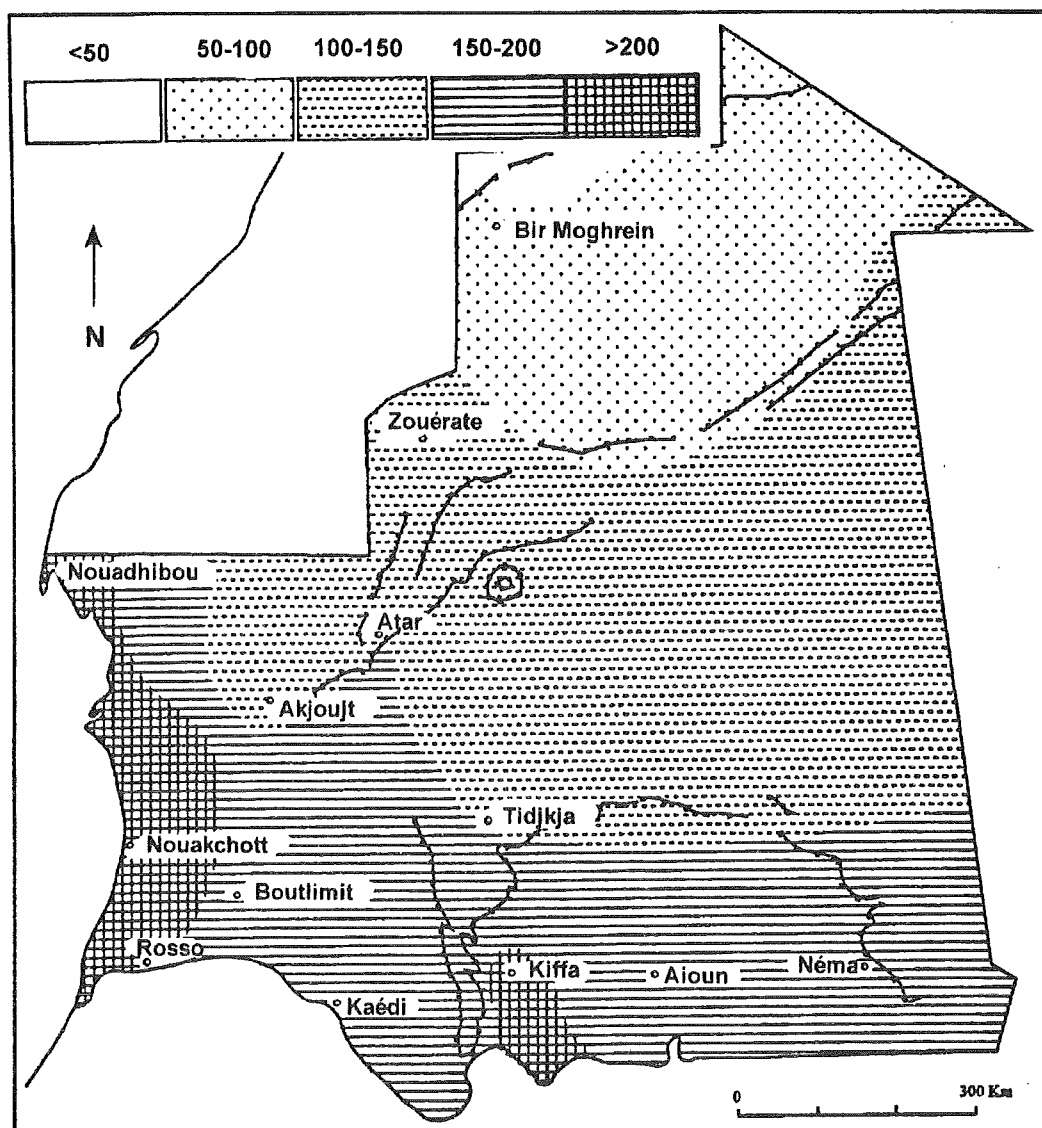 <50 50-100 100-150 150-200 >200
N
Bir Moghrein
Zouérate
Nouadhibou
Atar
Akjoujt
Tidjkja
Nouakchott
Boutlimit
Rosso
Kiffa
Aioun
Néma
Kaédi
0 300 Km